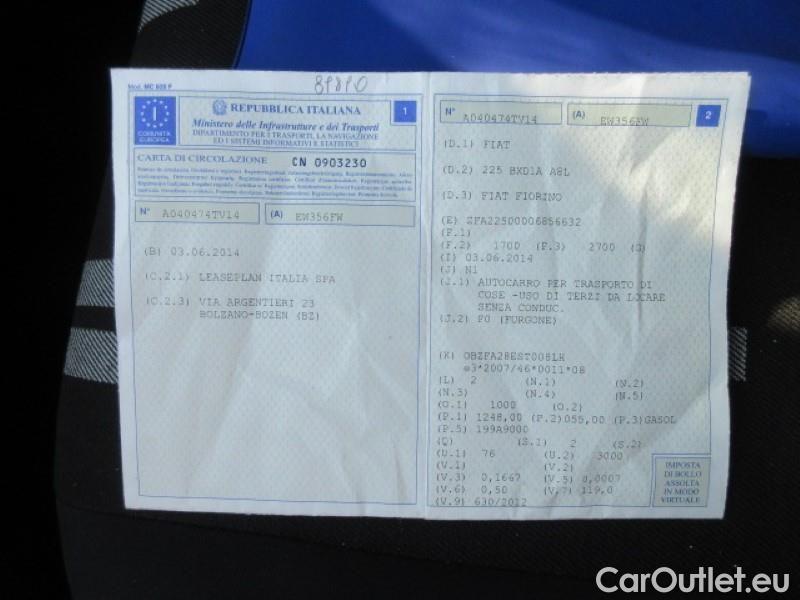 Mod. MC 805 F
REPUBBLICA ITALIANA
1
I
COMUNITÀ
EUROPEA
Ministero delle Infrastrutture e dei Trasporti
DIPARTIMENTO PER I TRASPORTI, LA NAVIGAZIONE
ED I SISTEMI INFORMATIVI E STATISTICI
CARTA DI CIRCOLAZIONE CN 0903230
N° A040474TV14 (A) EW356FW
(B) 03.06.2014
(C.2.1) LEASEPLAN ITALIA SPA
(C.2.3) VIA ARGENTIERI 23
BOLZANO-BOZEN (BZ)
N° A040474TV14 (A) EW356FW 2
(D.1) FIAT
(D.2) 225 BXD1A A8L
(D.3) FIAT FIORINO
(E) ZFA22500006856632
(F.1)
(F.2) 1700 (F.3) 2700 (G)
(I) 03.06.2014
(J) N1
(J.1) AUTOCARRO PER TRASPORTO DI
COSE -USO DI TERZI DA LOCARE
SENZA CONDUC.
(J.2) F0 (FURGONE)
(K) OBZFA28EST008LH
e3*2007/46*0011*08
(L) 2 (N.1) (N.2)
(N.3) (N.4) (N.5)
(O.1) 1000 (O.2)
(P.1) 1248,00 (P.2)055,00 (P.3)GASOL
(P.5) 199A9000
(Q) (S.1) 2 (S.2)
(U.1) 76 (U.2) 3000
(V.1) (V.2)
(V.3) 0,1667 (V.5) 0,0007
(V.6) 0,50 (V.7) 119,0
(V.9) 630/2012
IMPOSTA
DI BOLLO
ASSOLTA
IN MODO
VIRTUALE
CarOutlet.eu